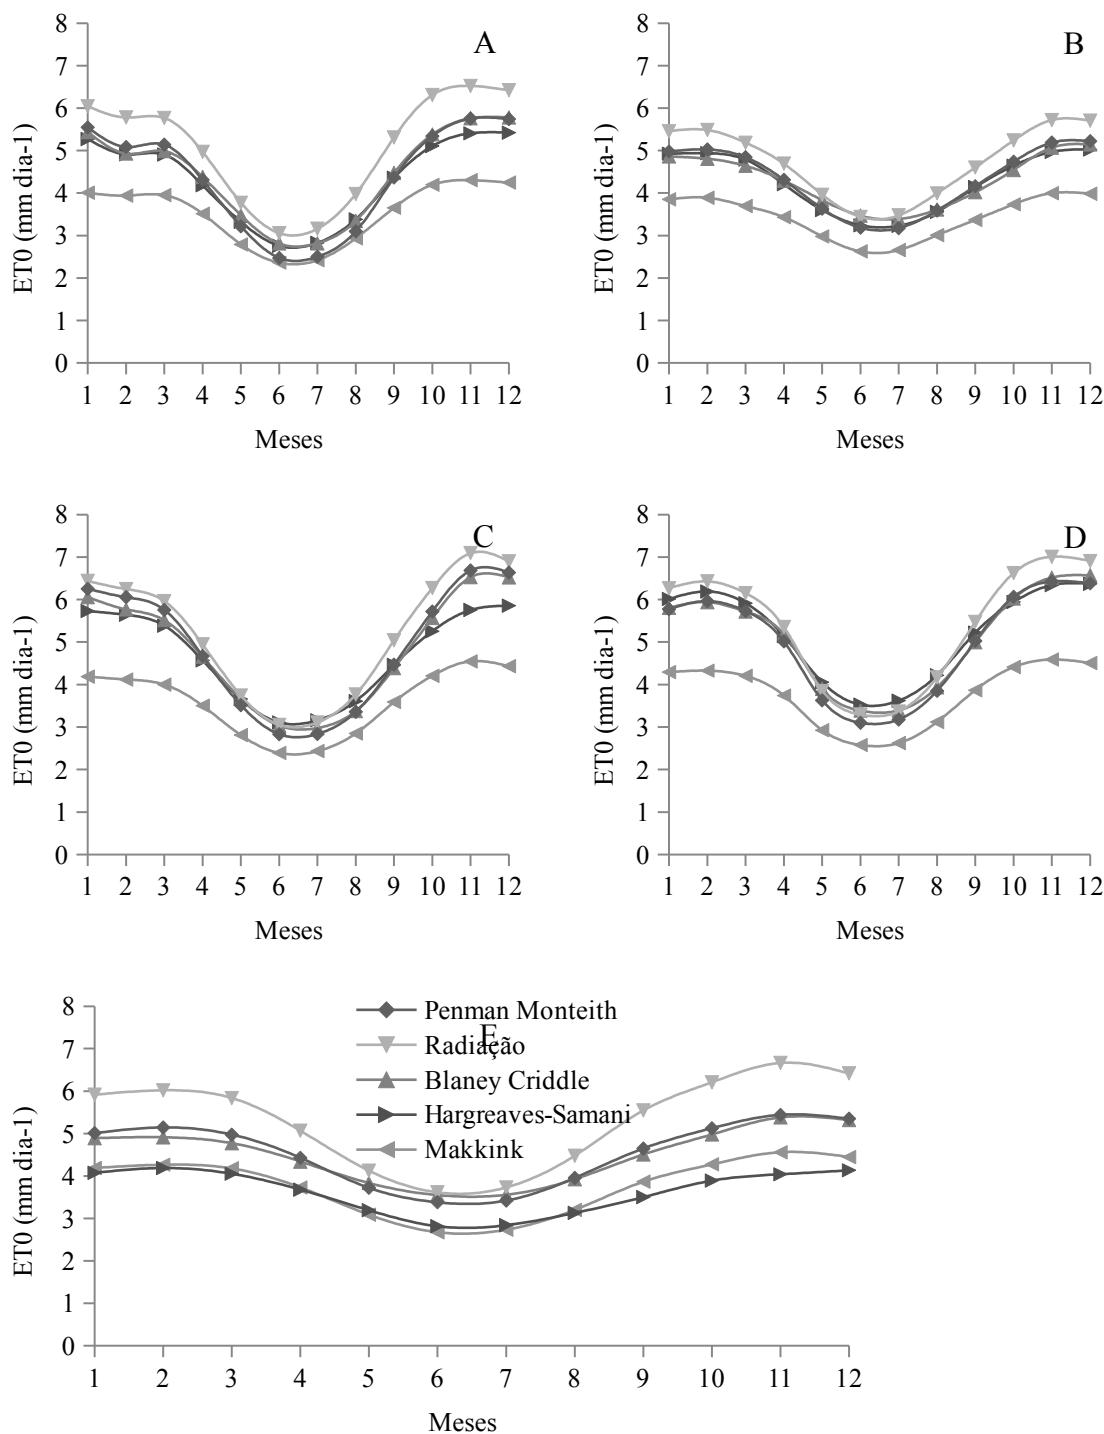 A
8
7
6
5
4
3
2
1
0
ET0 (mm dia-1)
1 2 3 4 5 6 7 8 9 10 11 12
Meses
B
8
7
6
5
4
3
2
1
0
ET0 (mm dia-1)
1 2 3 4 5 6 7 8 9 10 11 12
Meses
C
8
7
6
5
4
3
2
1
0
ET0 (mm dia-1)
1 2 3 4 5 6 7 8 9 10 11 12
Meses
D
8
7
6
5
4
3
2
1
0
ET0 (mm dia-1)
1 2 3 4 5 6 7 8 9 10 11 12
Meses
E
8
7
6
5
4
3
2
1
0
ET0 (mm dia-1)
Penman Monteith
Radiação
Blaney Criddle
Hargreaves-Samani
Makkink
1 2 3 4 5 6 7 8 9 10 11 12
Meses